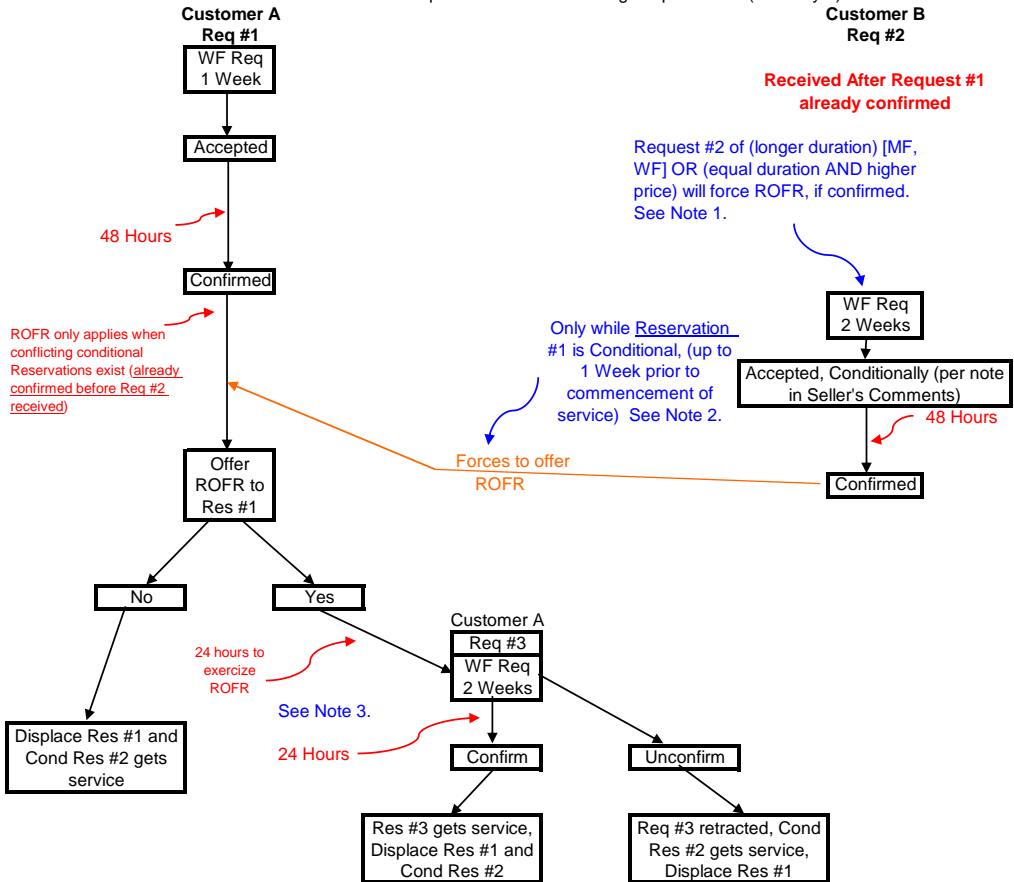 Customer A
Req #1
WF Req
1 Week
Accepted
48 Hours
Confirmed
ROFR only applies when
conflicting conditional
Reservations exist (already
confirmed before Req #2
received)
Offer
ROFR to
Res #1
No
Yes
Displace Res #1 and
Cond Res #2 gets
service
24 hours to
exercize
ROFR
See Note 3.
24 Hours
Customer A
Req #3
WF Req
2 Weeks
Confirm
Unconfirm
Res #3 gets service,
Displace Res #1 and
Cond Res #2
Req #3 retracted, Cond
Res #2 gets service,
Displace Res #1
Customer B
Req #2
Received After Request #1
already confirmed
Request #2 of (longer duration) [MF,
WF] OR (equal duration AND higher
price) will force ROFR, if confirmed.
See Note 1.
WF Req
2 Weeks
Accepted, Conditionally (per note
in Seller's Comments)
48 Hours
Confirmed
Only while Reservation
#1 is Conditional, (up to
1 Week prior to
commencement of
service) See Note 2.
Forces to offer
ROFR